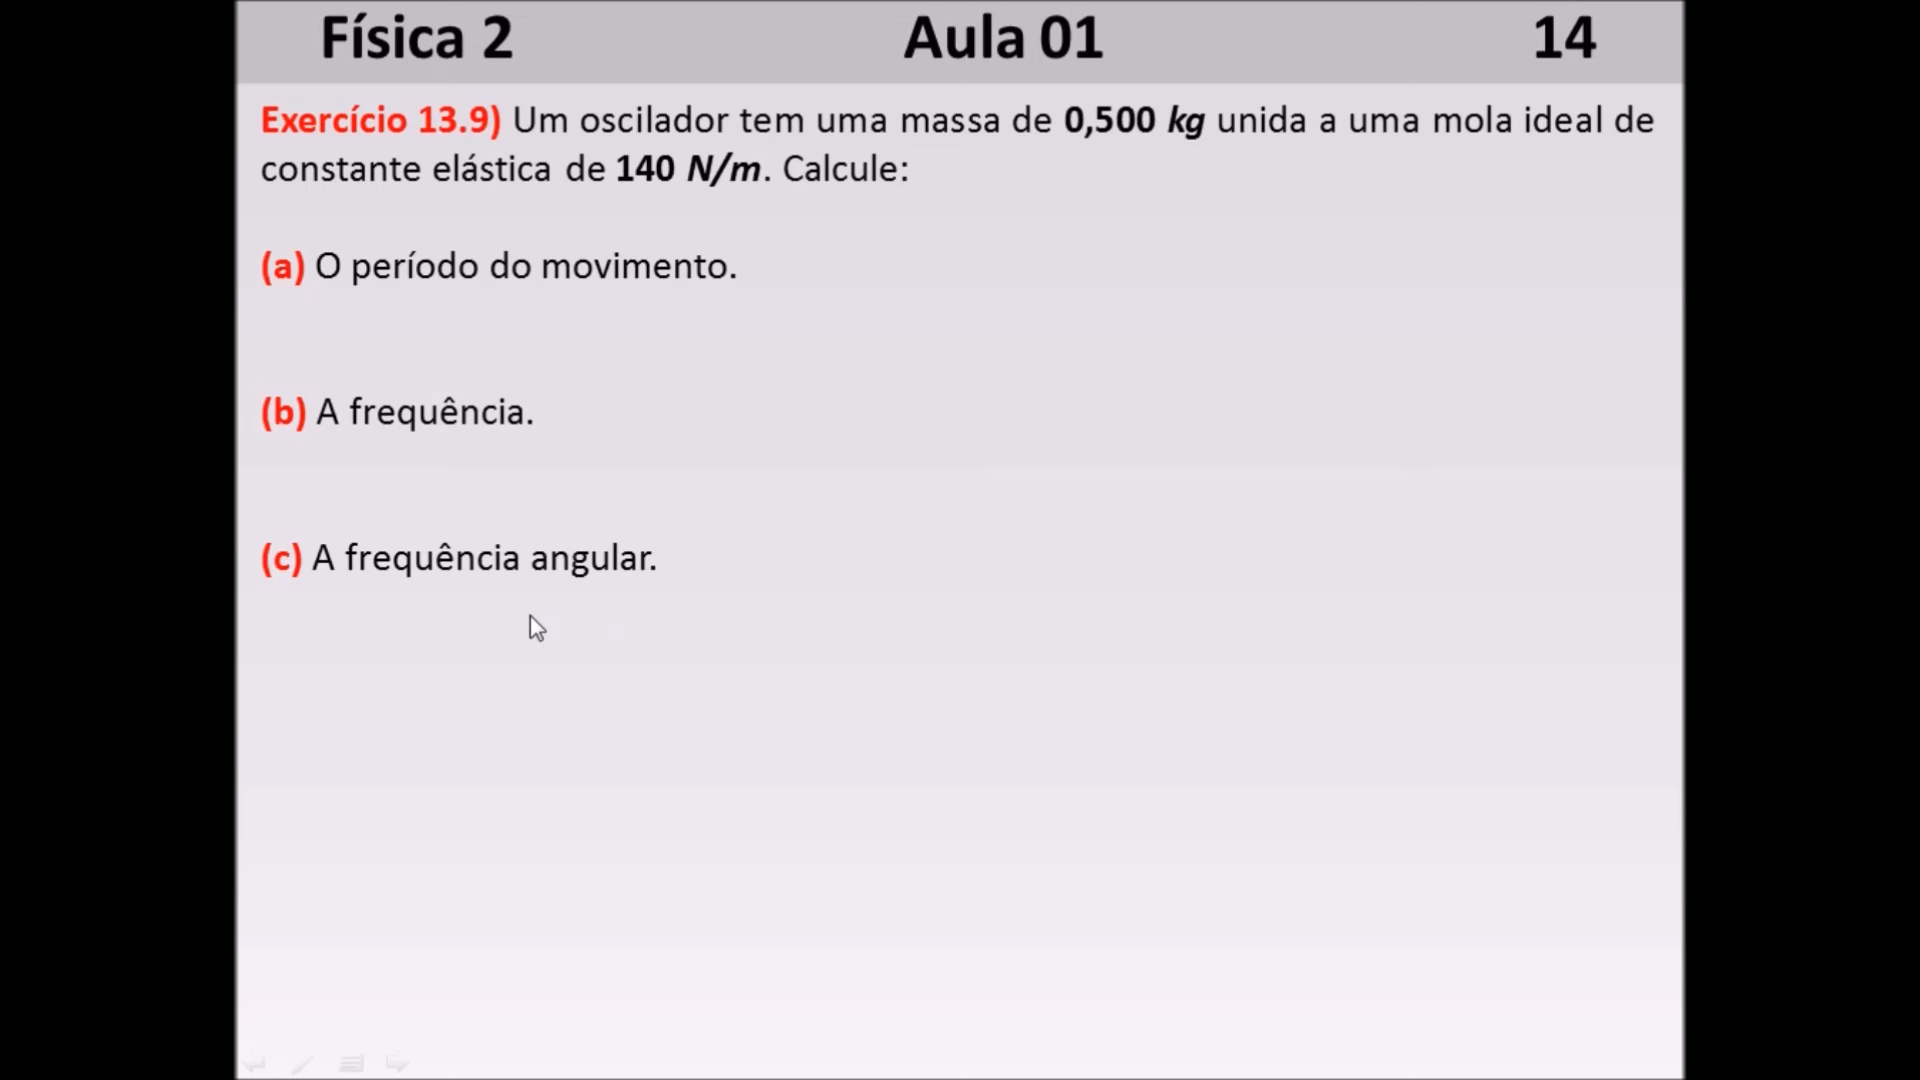 Física 2 Aula 01 14
Exercício 13.9) Um oscilador tem uma massa de 0,500 kg unida a uma mola ideal de
constante elástica de 140 N/m. Calcule:
(a) O período do movimento.
(b) A frequência.
(c) A frequência angular.